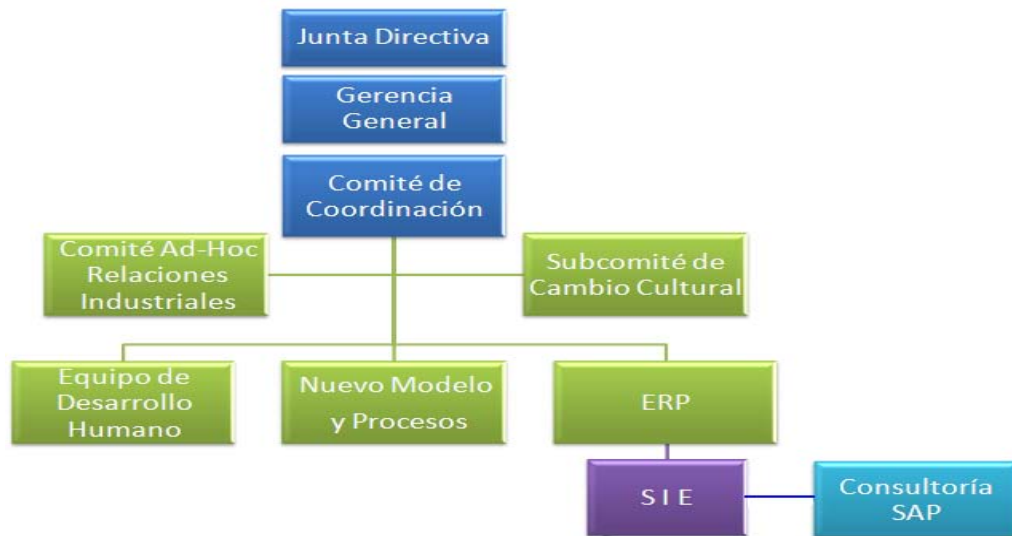 Junta Directiva
Gerencia
General
Comité de
Coordinación
Comité Ad-Hoc
Relaciones
Industriales
Subcomité de
Cambio Cultural
Equipo de
Desarrollo
Humano
Nuevo Modelo
y Procesos
ERP
S I E
Consultoría
SAP